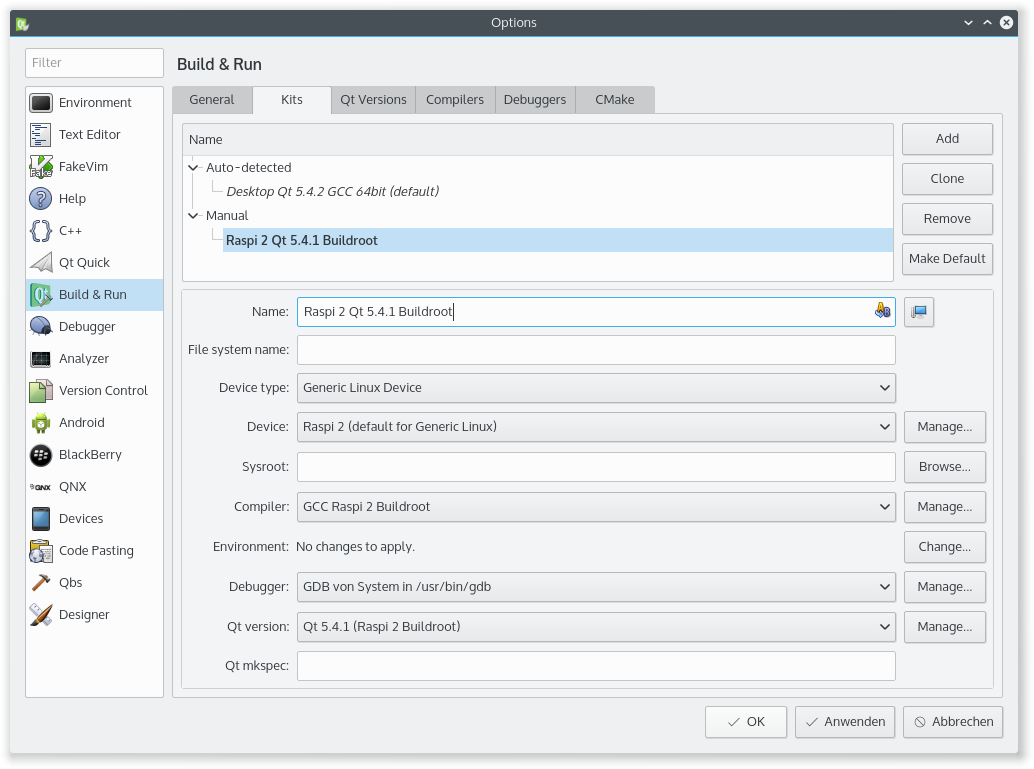 Options
Filter
Environment
Text Editor
FakeVim
Help
C++
Qt Quick
Build & Run
Debugger
Analyzer
Version Control
Android
BlackBerry
QNX
Devices
Code Pasting
Qbs
Designer
Build & Run
General Kits Qt Versions Compilers Debuggers CMake
Name
Auto-detected
Desktop Qt 5.4.2 GCC 64bit (default)
Manual
Raspi 2 Qt 5.4.1 Buildroot
Add
Clone
Remove
Make Default
Name: Raspi 2 Qt 5.4.1 Buildroot
File system name:
Device type: Generic Linux Device
Device: Raspi 2 (default for Generic Linux) Manage...
Sysroot: Browse...
Compiler: GCC Raspi 2 Buildroot Manage...
Environment: No changes to apply. Change...
Debugger: GDB von System in /usr/bin/gdb Manage...
Qt version: Qt 5.4.1 (Raspi 2 Buildroot) Manage...
Qt mkspec:
OK Anwenden Abbrechen